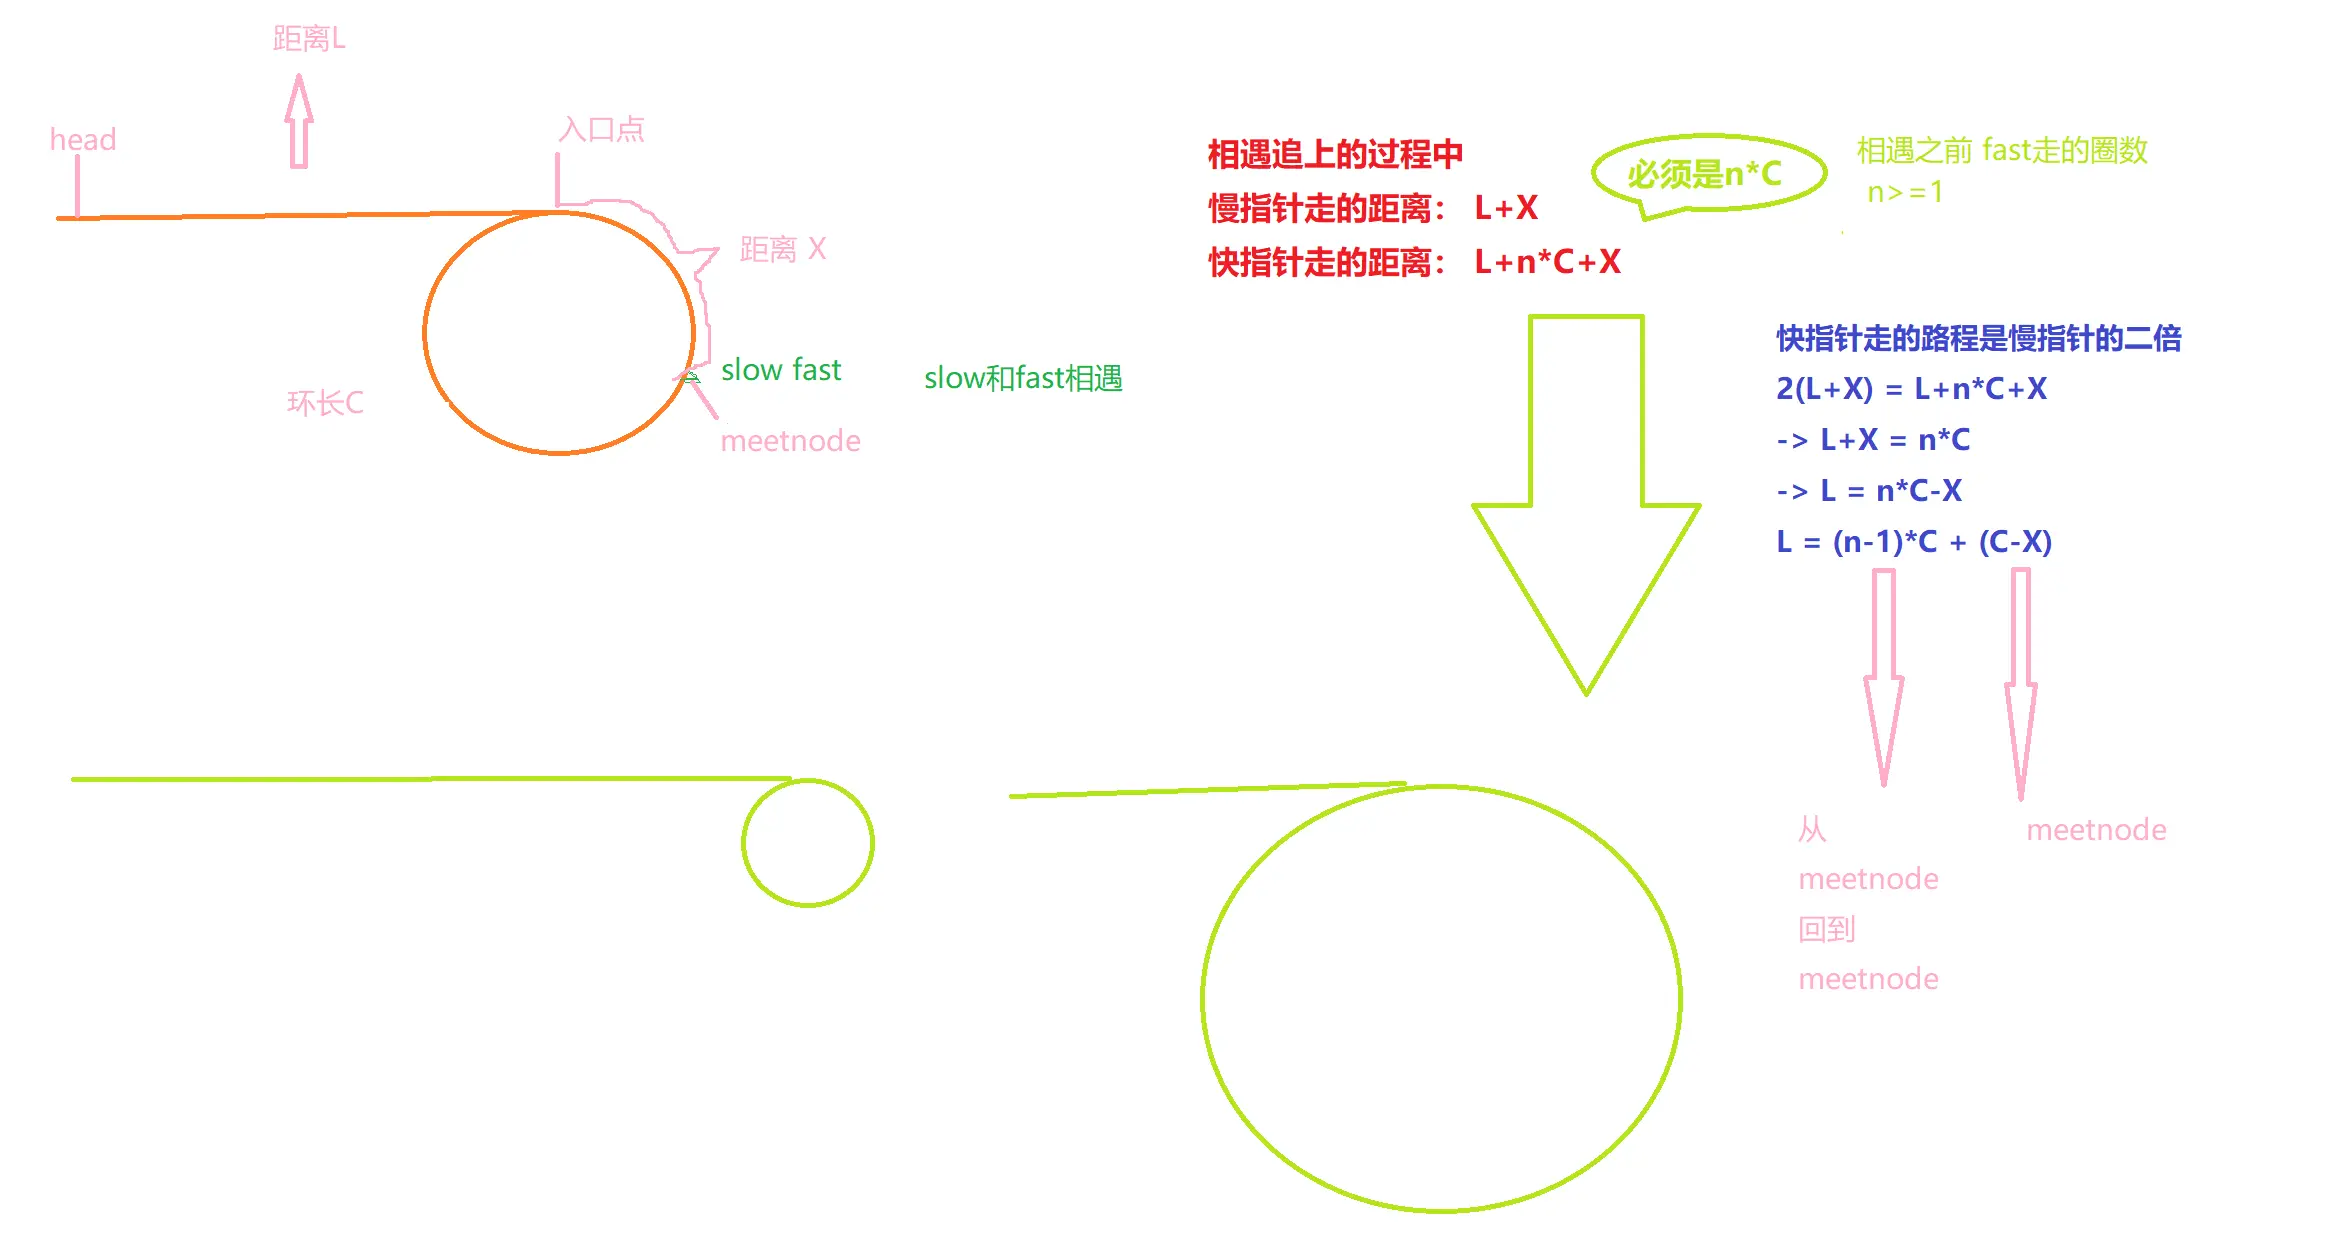 距离L
head
入口点
距离 X
slow fast
slow和fast相遇
环长C
meetnode
相遇追上的过程中
慢指针走的距离： L+X
快指针走的距离： L+n*C+X
必须是n*C
相遇之前 fast走的圈数
n>=1
快指针走的路程是慢指针的二倍
2(L+X) = L+n*C+X
-> L+X = n*C
-> L = n*C-X
L = (n-1)*C + (C-X)
从
meetnode
回到
meetnode
meetnode